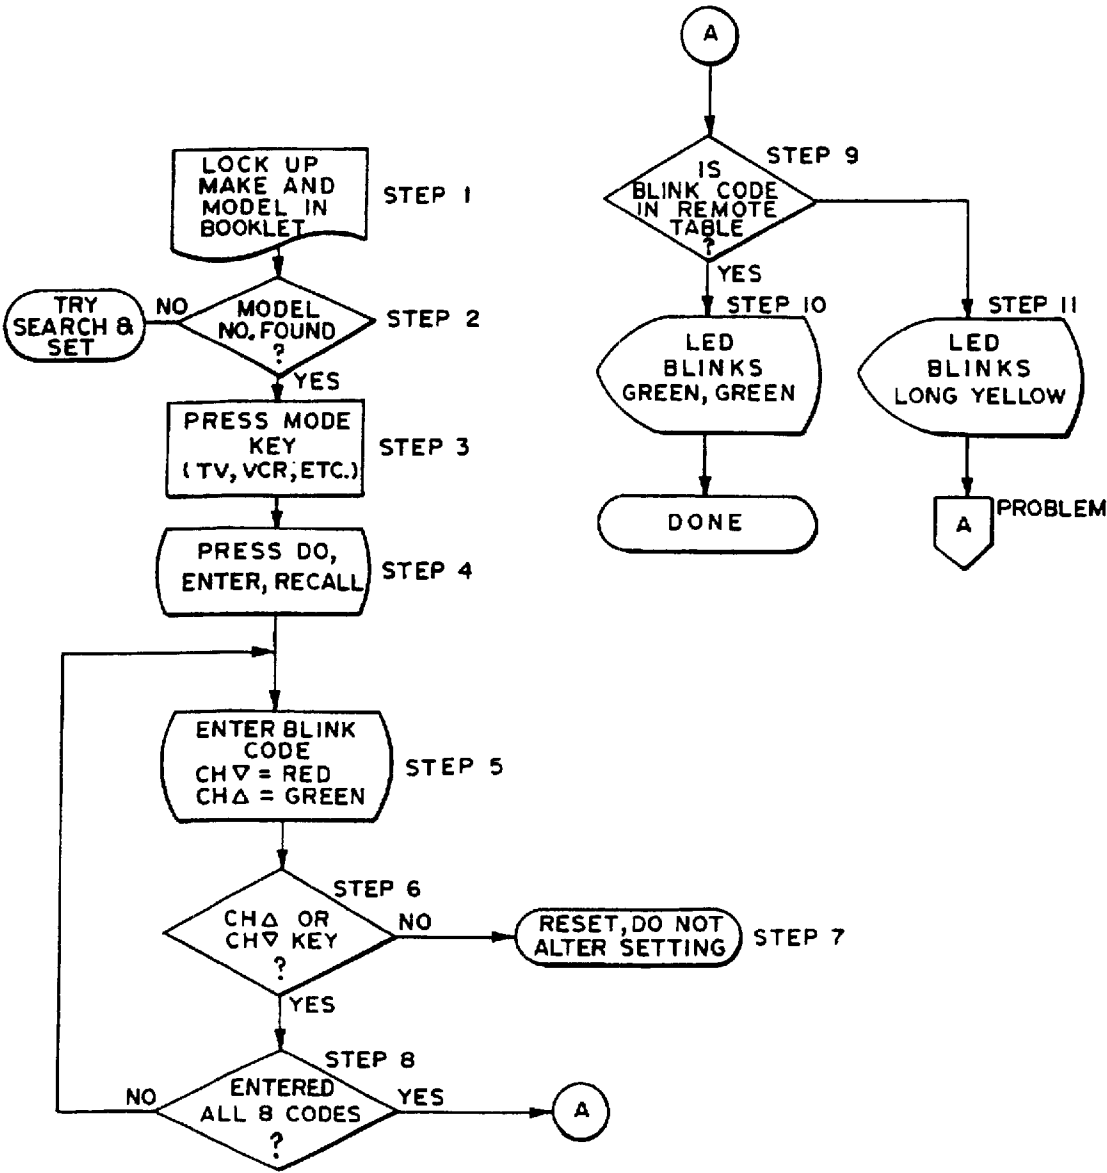 LOCK UP
MAKE AND
MODEL IN
BOOKLET
STEP 1
TRY
SEARCH &
SET
NO
MODEL
NO. FOUND
?
STEP 2
YES
PRESS MODE
KEY
(TV, VCR, ETC.)
STEP 3
PRESS DO,
ENTER, RECALL
STEP 4
ENTER BLINK
CODE
CH▽ = RED
CH△ = GREEN
STEP 5
STEP 6
CH△ OR
CH▽ KEY
?
NO
RESET, DO NOT
ALTER SETTING
STEP 7
YES
STEP 8
NO
ENTERED
ALL 8 CODES
?
YES
A
A
STEP 9
IS
BLINK CODE
IN REMOTE
TABLE
?
YES
STEP 10
LED
BLINKS
GREEN, GREEN
DONE
STEP 11
LED
BLINKS
LONG YELLOW
A
PROBLEM